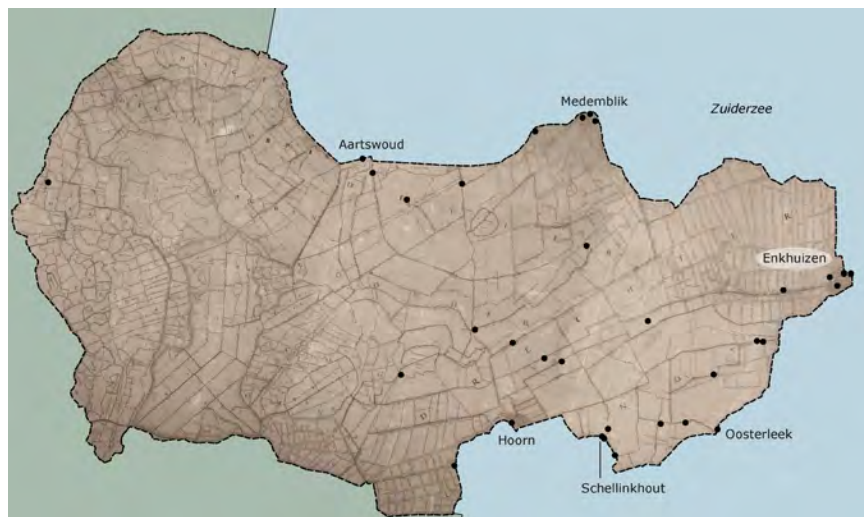 Medemblik
Zuiderzee
Aartswoud
Enkhuizen
Hoorn
Oosterleek
Schellinkhout